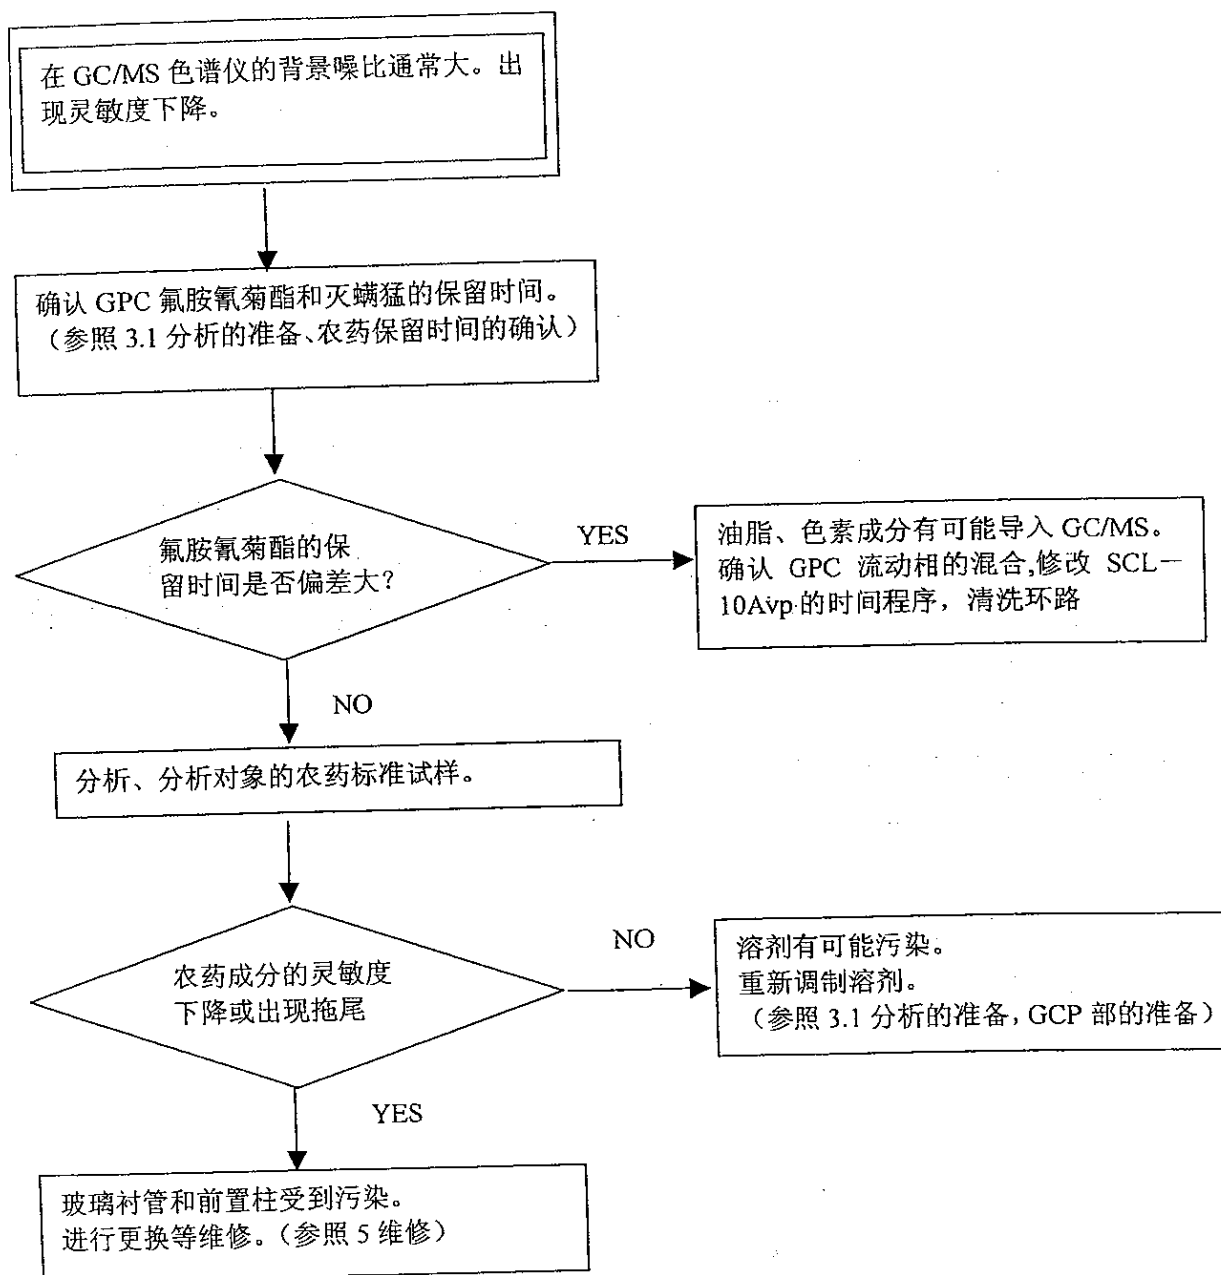 在 GC/MS 色谱仪的背景噪比通常大。出
现灵敏度下降。
确认 GPC 氟胺氰菊酯和灭螨猛的保留时间。
（参照 3.1 分析的准备、农药保留时间的确认）
氟胺氰菊酯的保
留时间是否偏差大？
YES
油脂、色素成分有可能导入 GC/MS。
确认 GPC 流动相的混合,修改 SCL—
10Avp 的时间程序，清洗环路
NO
分析、分析对象的农药标准试样。
农药成分的灵敏度
下降或出现拖尾
NO
溶剂有可能污染。
重新调制溶剂。
（参照 3.1 分析的准备，GCP 部的准备）
YES
玻璃衬管和前置柱受到污染。
进行更换等维修。（参照 5 维修）